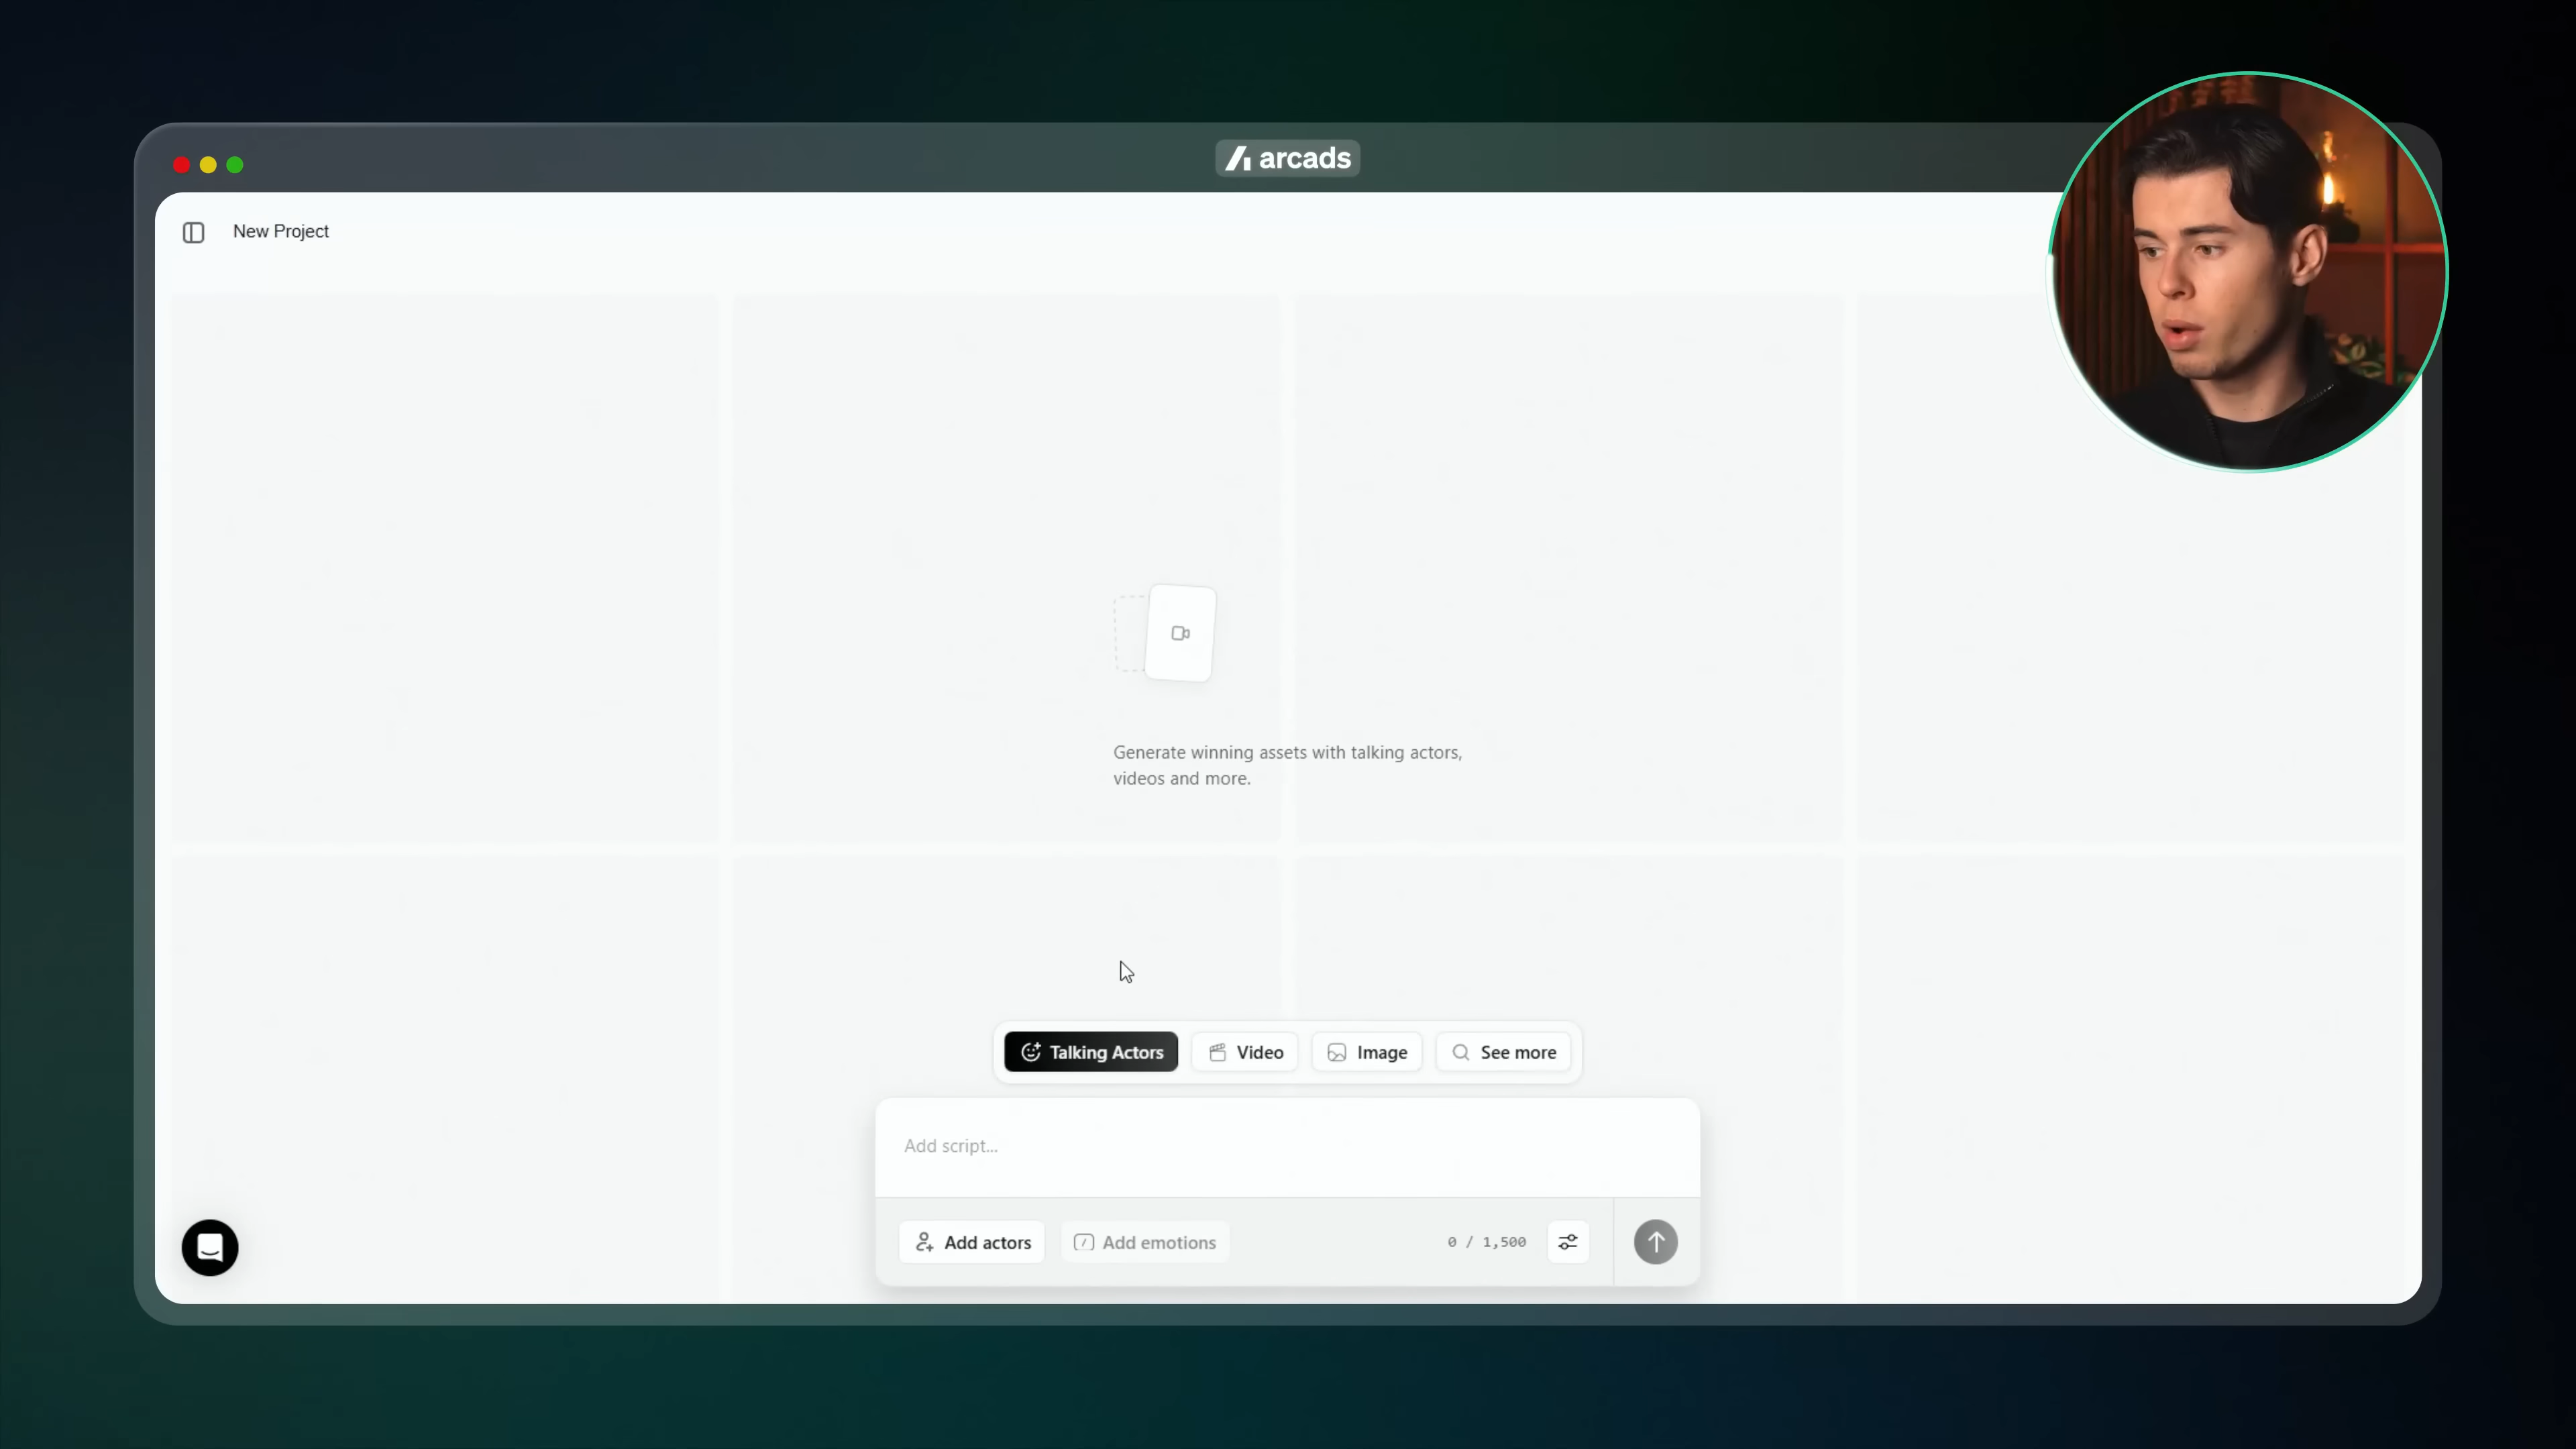 arcads
New Project
Generate winning assets with talking actors,
videos and more.
Talking Actors
Video
Image
See more
Add script...
Add actors
Add emotions
0 / 1,500